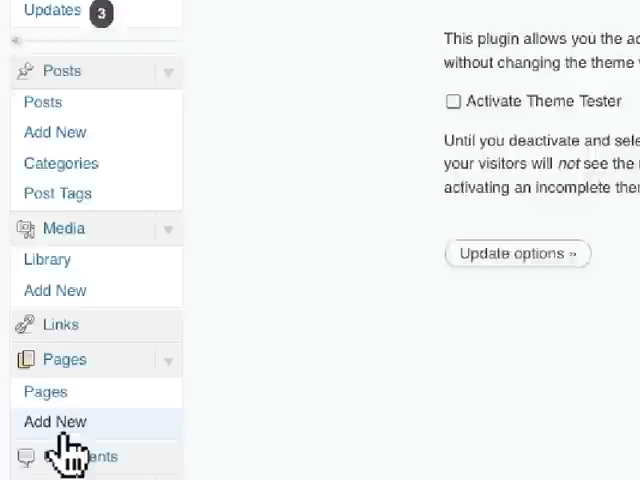 Updates 3
Posts
Posts
Add New
Categories
Post Tags
Media
Library
Add New
Links
Pages
Pages
Add New
ents
This plugin allows you the ac
without changing the theme
Activate Theme Tester
Until you deactivate and sele
your visitors will not see the
activating an incomplete the
Update options »